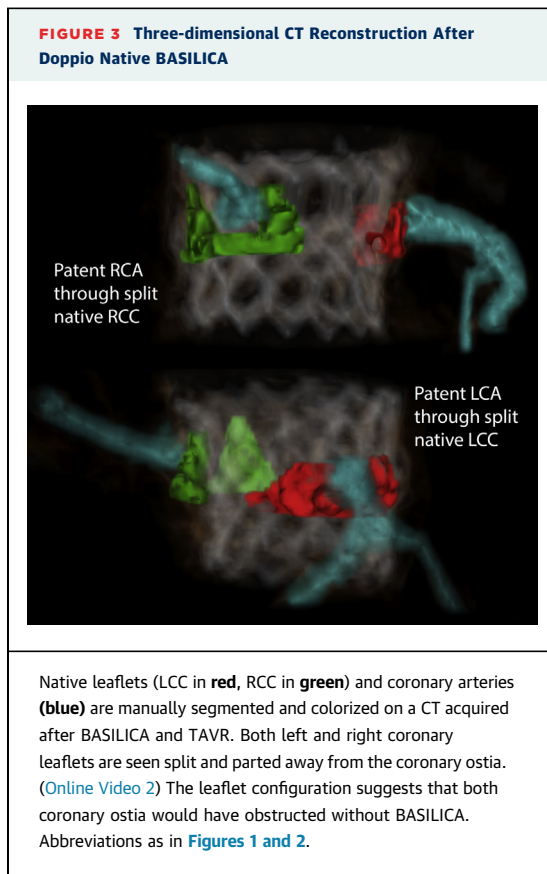 FIGURE 3 Three-dimensional CT Reconstruction After
Doppio Native BASILICA
Patent RCA
through split
native RCC
Patent LCA
through split
native LCC
Native leaflets (LCC in red, RCC in green) and coronary arteries
(blue) are manually segmented and colorized on a CT acquired
after BASILICA and TAVR. Both left and right coronary
leaflets are seen split and parted away from the coronary ostia.
(Online Video 2) The leaflet configuration suggests that both
coronary ostia would have obstructed without BASILICA.
Abbreviations as in Figures 1 and 2.